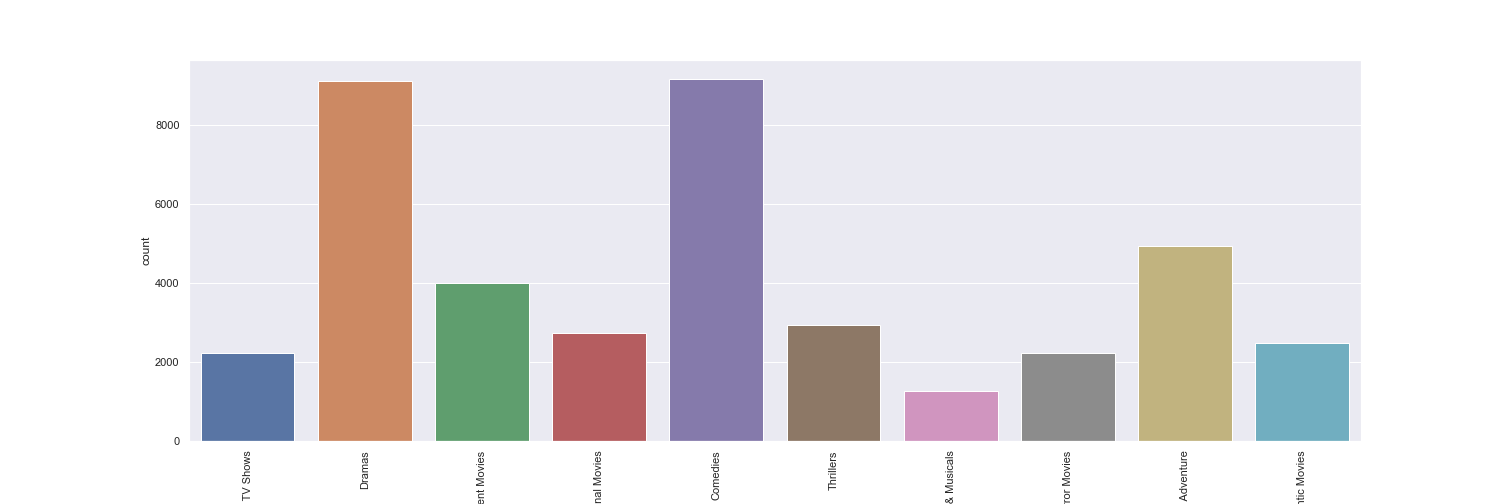 8000
6000
4000
2000
0
count
TV Shows
Dramas
ent Movies
nal Movies
Comedies
Thrillers
& Musicals
ror Movies
Adventure
ntic Movies